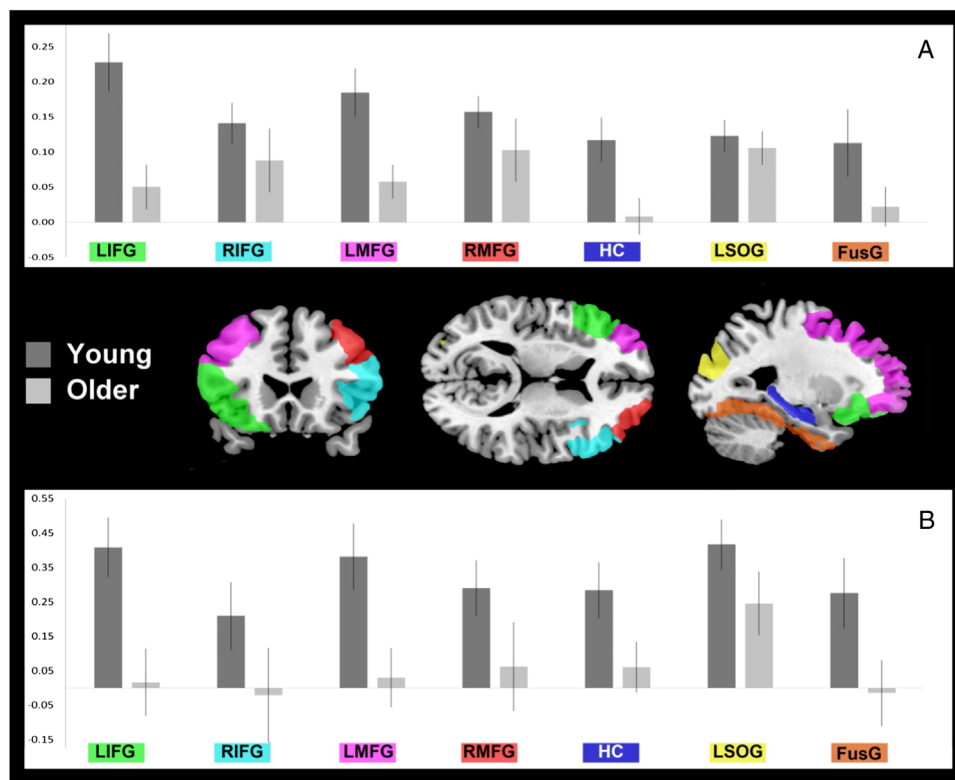 A
0.25
0.20
0.15
0.10
0.05
0.00
-0.05
LIFG RIFG LMFG RMFG HC LSOG FusG
Young
Older
B
0.55
0.45
0.35
0.25
0.15
0.05
-0.05
-0.15
LIFG RIFG LMFG RMFG HC LSOG FusG